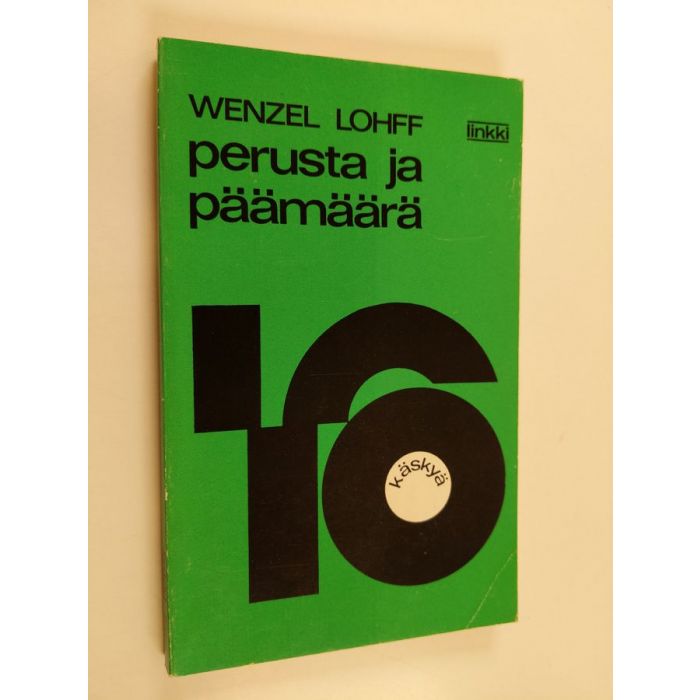 WENZEL LOHFF
linkki
perusta ja
päämäärä
10
käskyä